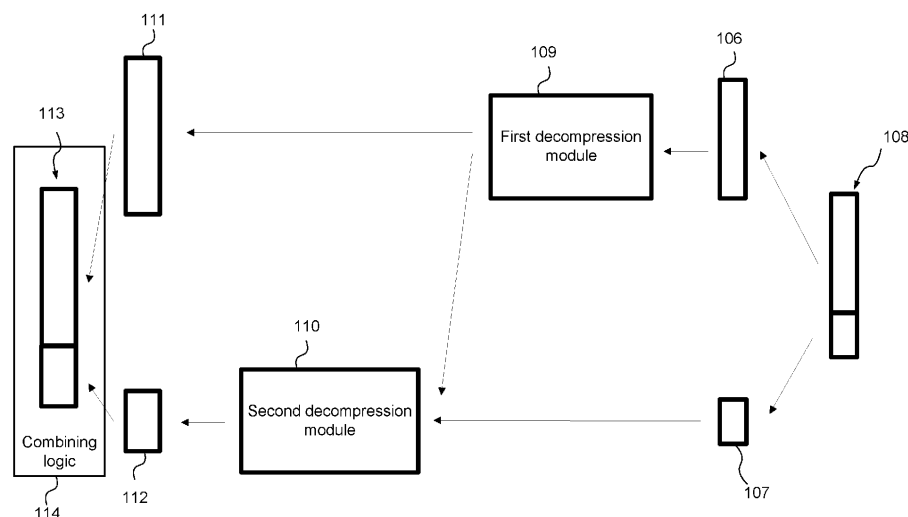 111
106
109
113
First decompression
module
108
110
Second decompression
module
Combining
logic
112
107
114